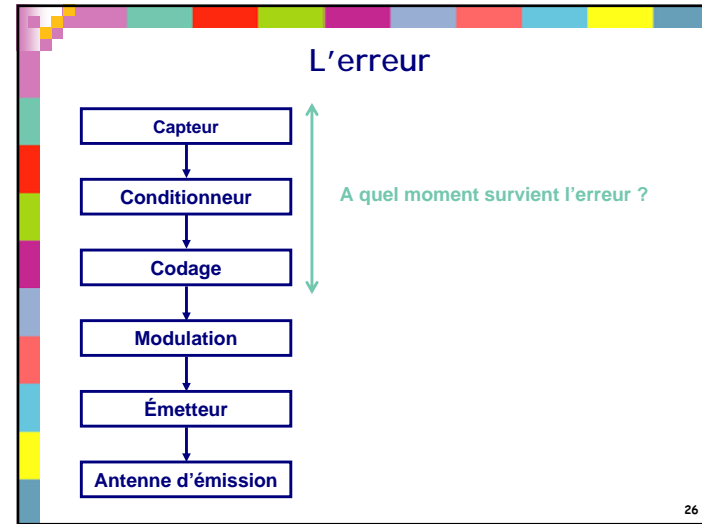 L'erreur
Capteur
Conditionneur
A quel moment survient l'erreur ?
Codage
Modulation
Émetteur
Antenne d'émission
26